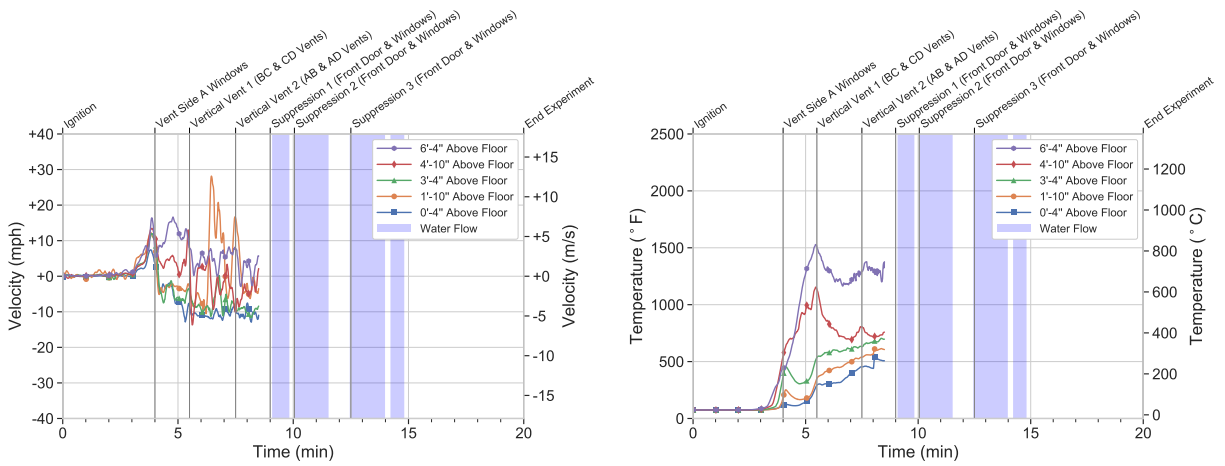 Ignition
Vent Side A Windows
Vertical Vent 1 (BC & CD Vents)
Vertical Vent 2 (AB & AD Vents)
Suppression 1 (Front Door & Windows)
Suppression 2 (Front Door & Windows)
Suppression 3 (Front Door & Windows)
End Experiment
+40
+30
+20
+10
+0
-10
-20
-30
-40
Velocity (mph)
+15
+10
+5
+0
-5
-10
-15
Velocity (m/s)
6'-4" Above Floor
4'-10" Above Floor
3'-4" Above Floor
1'-10" Above Floor
0'-4" Above Floor
Water Flow
0 5 10 15 20
Time (min)
Ignition
Vent Side A Windows
Vertical Vent 1 (BC & CD Vents)
Vertical Vent 2 (AB & AD Vents)
Suppression 1 (Front Door & Windows)
Suppression 2 (Front Door & Windows)
Suppression 3 (Front Door & Windows)
End Experiment
2500
2000
1500
1000
500
0
Temperature (°F)
1200
1000
800
600
400
200
0
Temperature (°C)
6'-4" Above Floor
4'-10" Above Floor
3'-4" Above Floor
1'-10" Above Floor
0'-4" Above Floor
Water Flow
0 5 10 15 20
Time (min)